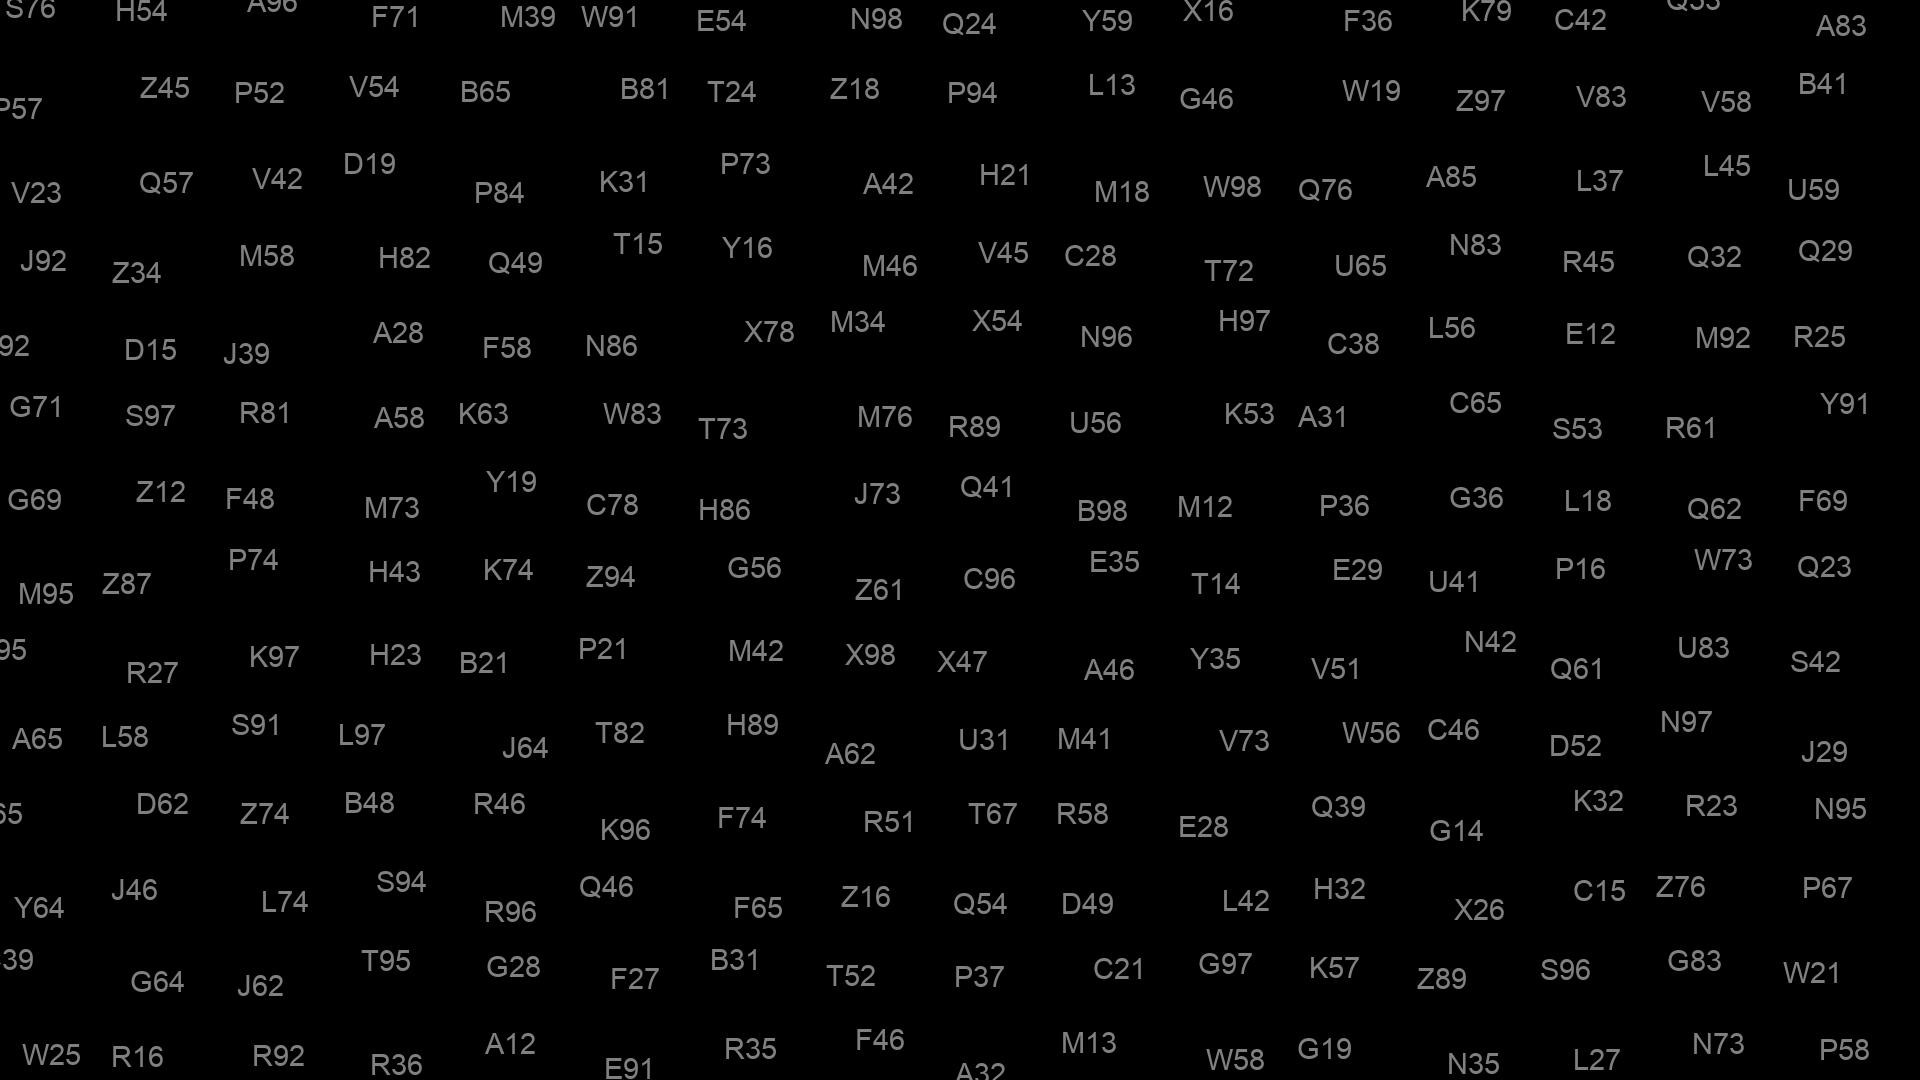 S76 H54 A96 F71 M39 W91 E54 N98 Q24 Y59 X16 F36 K79 C42 Q53 A83
P57 Z45 P52 V54 B65 B81 T24 Z18 P94 L13 G46 W19 Z97 V83 V58 B41
V23 Q57 V42 D19 P84 K31 P73 A42 H21 M18 W98 Q76 A85 L37 L45 U59
J92 Z34 M58 H82 Q49 T15 Y16 M46 V45 C28 T72 U65 N83 R45 Q32 Q29
92 D15 J39 A28 F58 N86 X78 M34 X54 N96 H97 C38 L56 E12 M92 R25
G71 S97 R81 A58 K63 W83 T73 M76 R89 U56 K53 A31 C65 S53 R61 Y91
G69 Z12 F48 M73 Y19 C78 H86 J73 Q41 B98 M12 P36 G36 L18 Q62 F69
M95 Z87 P74 H43 K74 Z94 G56 Z61 C96 E35 T14 E29 U41 P16 W73 Q23
95 R27 K97 H23 B21 P21 M42 X98 X47 A46 Y35 V51 N42 Q61 U83 S42
A65 L58 S91 L97 J64 T82 H89 A62 U31 M41 V73 W56 C46 D52 N97 J29
65 D62 Z74 B48 R46 K96 F74 R51 T67 R58 E28 Q39 G14 K32 R23 N95
Y64 J46 L74 S94 R96 Q46 F65 Z16 Q54 D49 L42 H32 X26 C15 Z76 P67
39 G64 J62 T95 G28 F27 B31 T52 P37 C21 G97 K57 Z89 S96 G83 W21
W25 R16 R92 R36 A12 E91 R35 F46 A32 M13 W58 G19 N35 L27 N73 P58